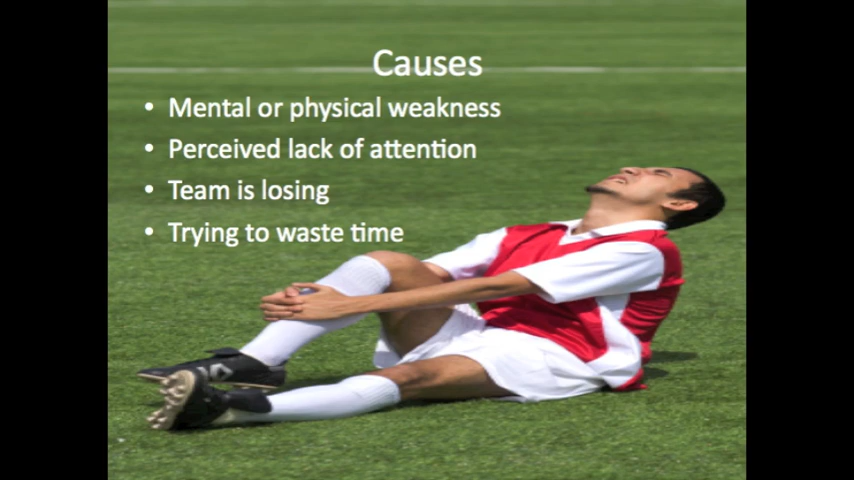 Causes
• Mental or physical weakness
• Perceived lack of attention
• Team is losing
• Trying to waste time